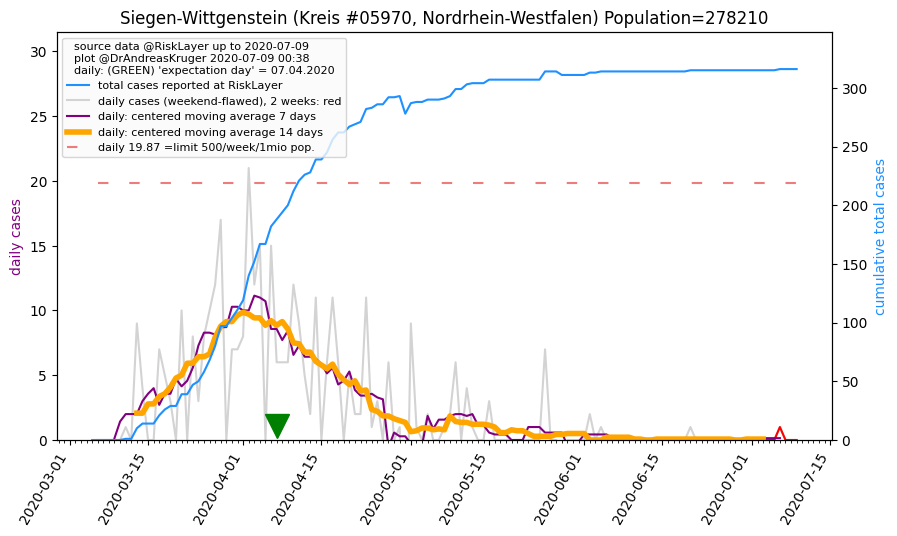 Siegen-Wittgenstein (Kreis #05970, Nordrhein-Westfalen) Population=278210
source data @RiskLayer up to 2020-07-09
plot @DrAndreasKruger 2020-07-09 00:38
daily: (GREEN) 'expectation day' = 07.04.2020
total cases reported at RiskLayer
daily cases (weekend-flawed), 2 weeks: red
daily: centered moving average 7 days
daily: centered moving average 14 days
daily 19.87 =limit 500/week/1mio pop.
daily cases
30
25
20
15
10
5
0
cumulative total cases
300
250
200
150
100
50
0
2020-03-01
2020-03-15
2020-04-01
2020-04-15
2020-05-01
2020-05-15
2020-06-01
2020-06-15
2020-07-01
2020-07-15